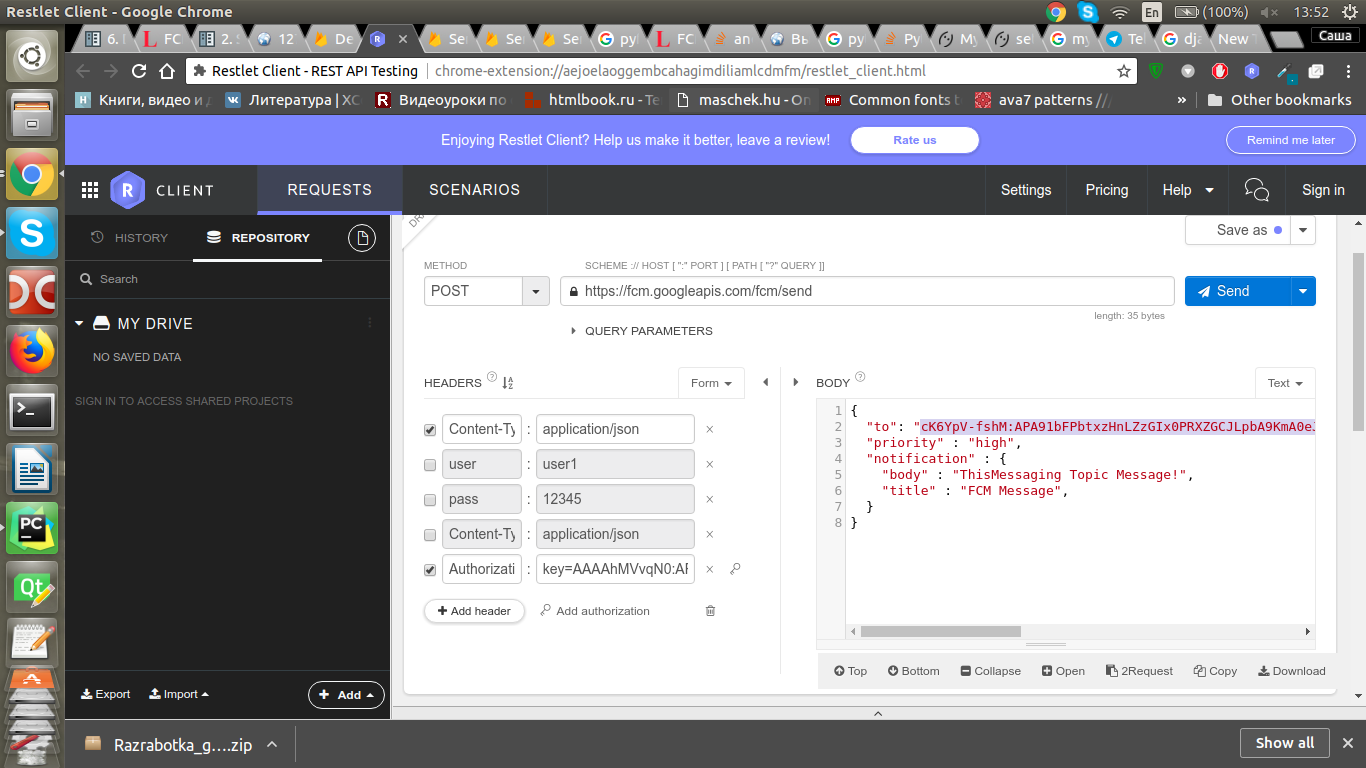 Restlet Client - Google Chrome
En (100%) 13:52
6. I FC 2. S 12 De Se Se Se pyl FC an Вы py Py My sel my Tel dja New T Саша
Restlet Client - REST API Testing chrome-extension://aejoelaoggembcahagimdiliamlcdmfm/restlet_client.html
Книги, видео и д Литература | ХС Видеоуроки по htmlbook.ru - Te maschek.hu - On Common fonts t ava7 patterns /// » Other bookmarks
Enjoying Restlet Client? Help us make it better, leave a review! Rate us Remind me later
CLIENT REQUESTS SCENARIOS Settings Pricing Help Sign in
HISTORY REPOSITORY
Search
MY DRIVE
NO SAVED DATA
SIGN IN TO ACCESS SHARED PROJECTS
Export Import Add
Save as
METHOD SCHEME :// HOST [ ":" PORT ] [ PATH [ "?" QUERY ]]
POST https://fcm.googleapis.com/fcm/send Send
length: 35 bytes
QUERY PARAMETERS
HEADERS Form
Content-Ty : application/json ×
user : user1 ×
pass : 12345 ×
Content-Ty : application/json ×
Authorizati : key=AAAAhMVvqN0:AF ×
Add header Add authorization
BODY Text
1 {
2 "to": "cK6YpV-fshM:APA91bFPbtxzHnLZzGIx0PRXZGCJLpbA9KmA0eJ
3 "priority" : "high",
4 "notification" : {
5 "body" : "ThisMessaging Topic Message!",
6 "title" : "FCM Message",
7 }
8 }
Top Bottom Collapse Open 2Request Copy Download
Razrabotka_g....zip Show all